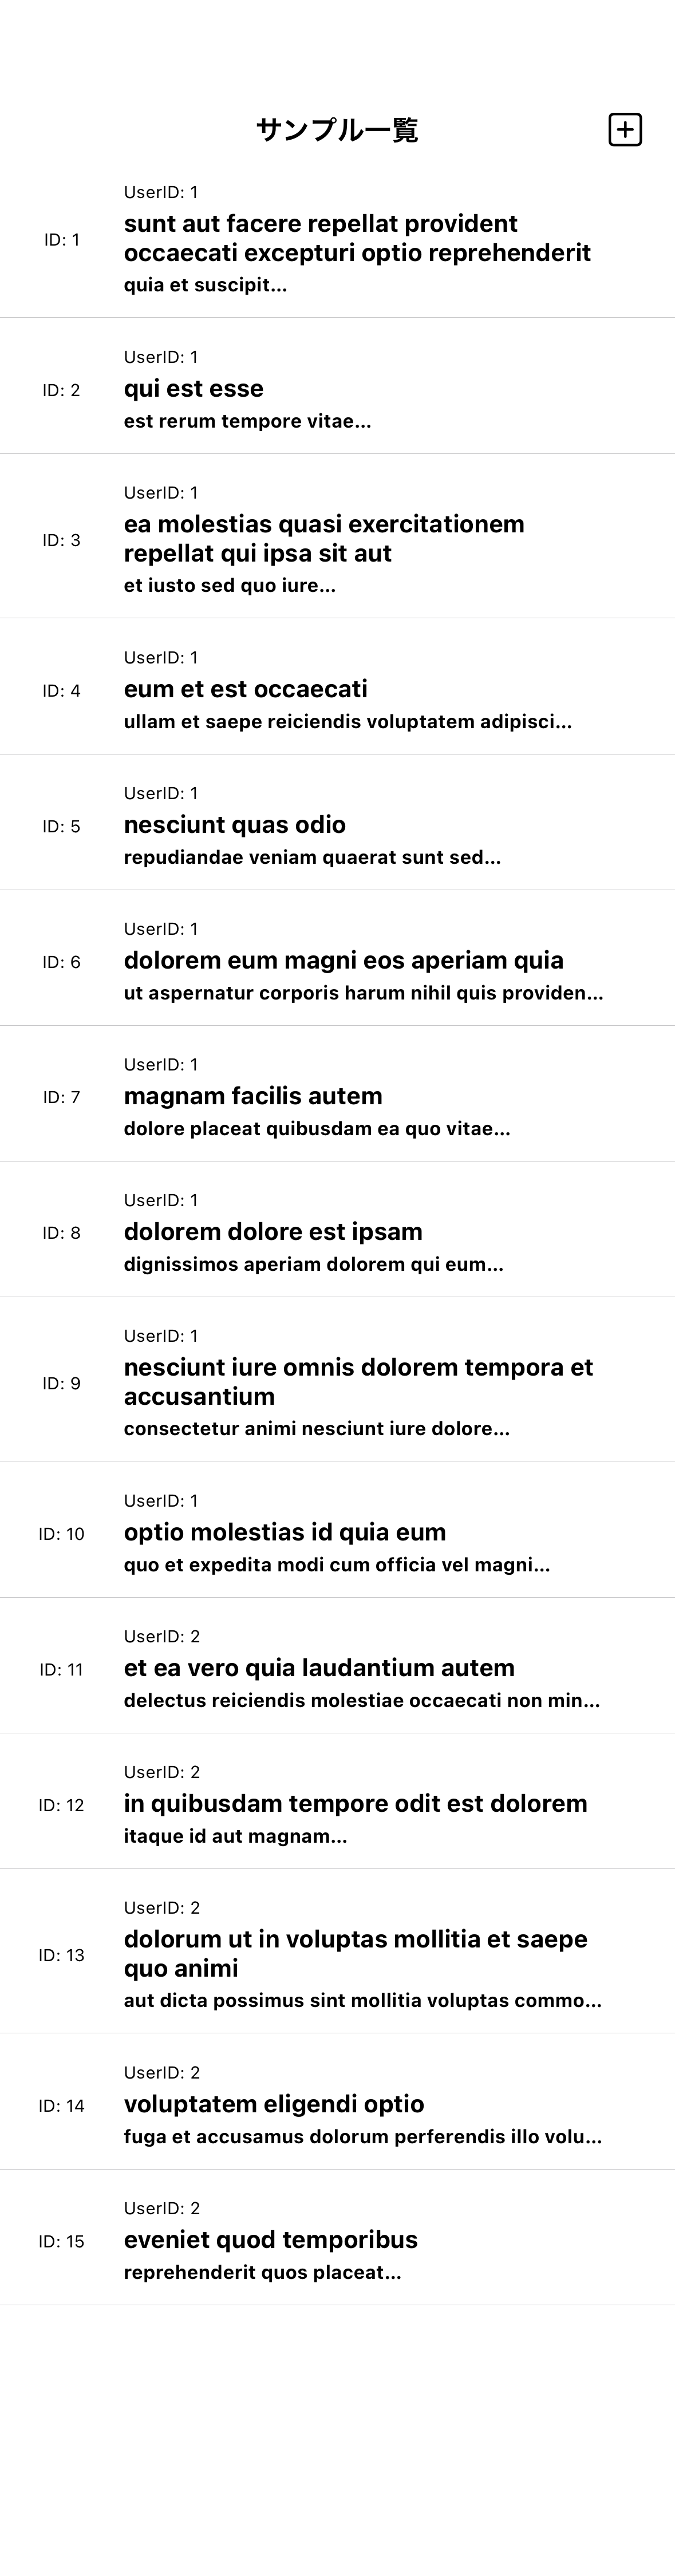 サンプル一覧
UserID: 1
ID: 1
sunt aut facere repellat provident
occaecati excepturi optio reprehenderit
quia et suscipit...
UserID: 1
ID: 2
qui est esse
est rerum tempore vitae...
UserID: 1
ID: 3
ea molestias quasi exercitationem
repellat qui ipsa sit aut
et iusto sed quo iure...
UserID: 1
ID: 4
eum et est occaecati
ullam et saepe reiciendis voluptatem adipisci...
UserID: 1
ID: 5
nesciunt quas odio
repudiandae veniam quaerat sunt sed...
UserID: 1
ID: 6
dolorem eum magni eos aperiam quia
ut aspernatur corporis harum nihil quis providen...
UserID: 1
ID: 7
magnam facilis autem
dolore placeat quibusdam ea quo vitae...
UserID: 1
ID: 8
dolorem dolore est ipsam
dignissimos aperiam dolorem qui eum...
UserID: 1
ID: 9
nesciunt iure omnis dolorem tempora et
accusantium
consectetur animi nesciunt iure dolore...
UserID: 1
ID: 10
optio molestias id quia eum
quo et expedita modi cum officia vel magni...
UserID: 2
ID: 11
et ea vero quia laudantium autem
delectus reiciendis molestiae occaecati non min...
UserID: 2
ID: 12
in quibusdam tempore odit est dolorem
itaque id aut magnam...
UserID: 2
ID: 13
dolorum ut in voluptas mollitia et saepe
quo animi
aut dicta possimus sint mollitia voluptas commo...
UserID: 2
ID: 14
voluptatem eligendi optio
fuga et accusamus dolorum perferendis illo volu...
UserID: 2
ID: 15
eveniet quod temporibus
reprehenderit quos placeat...